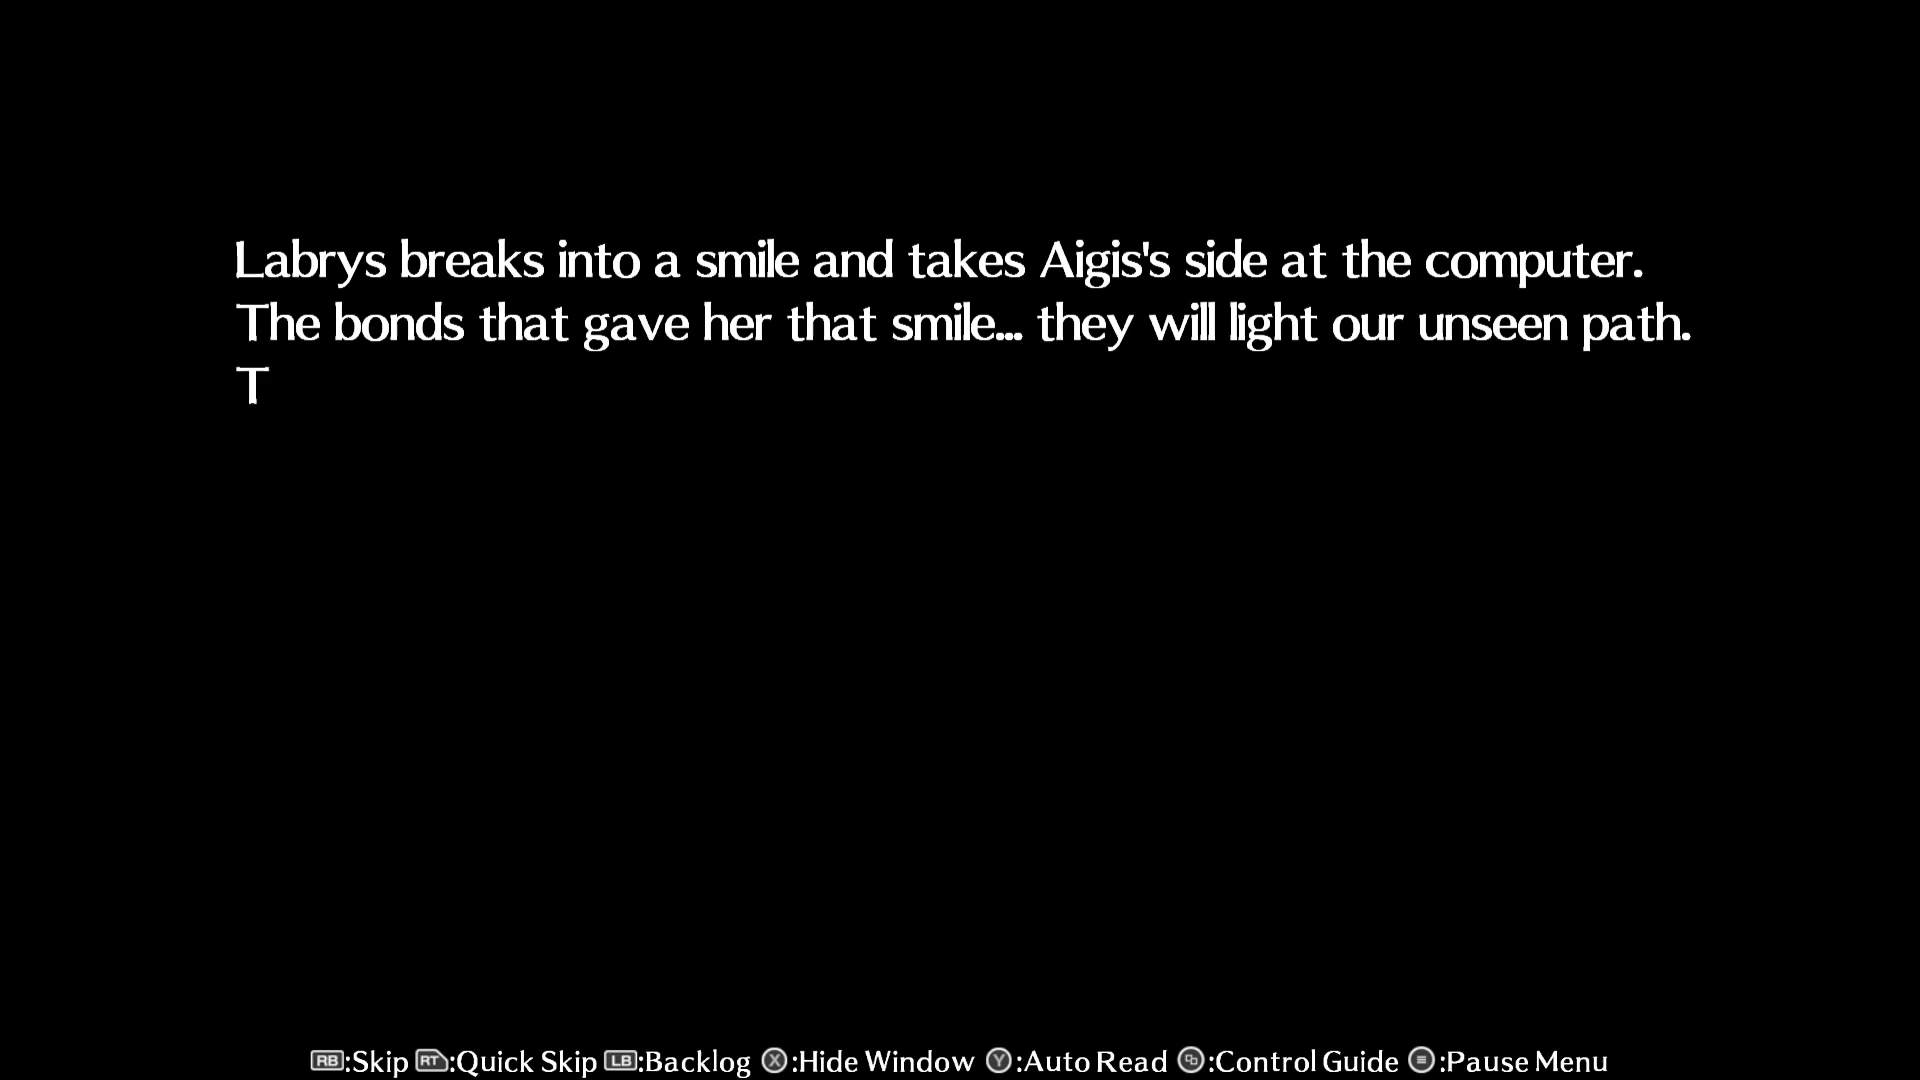 Labrys breaks into a smile and takes Aigis's side at the computer.
The bonds that gave her that smile... they will light our unseen path.
T
RB:Skip RT:Quick Skip LB:Backlog X:Hide Window Y:Auto Read :Control Guide :Pause Menu